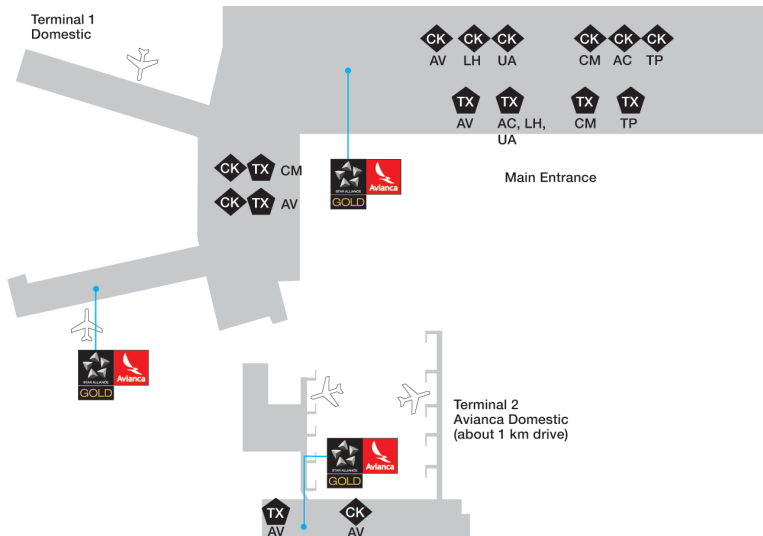 Terminal 1
Domestic
CK CK CK CK CK CK
AV LH UA CM AC TP
TX TX TX TX
AV AC, LH, CM TP
UA
CK TX CM
STAR ALLIANCE Avianca
GOLD
Main Entrance
CK TX AV
STAR ALLIANCE Avianca
GOLD
Terminal 2
Avianca Domestic
(about 1 km drive)
STAR ALLIANCE Avianca
GOLD
TX CK
AV AV